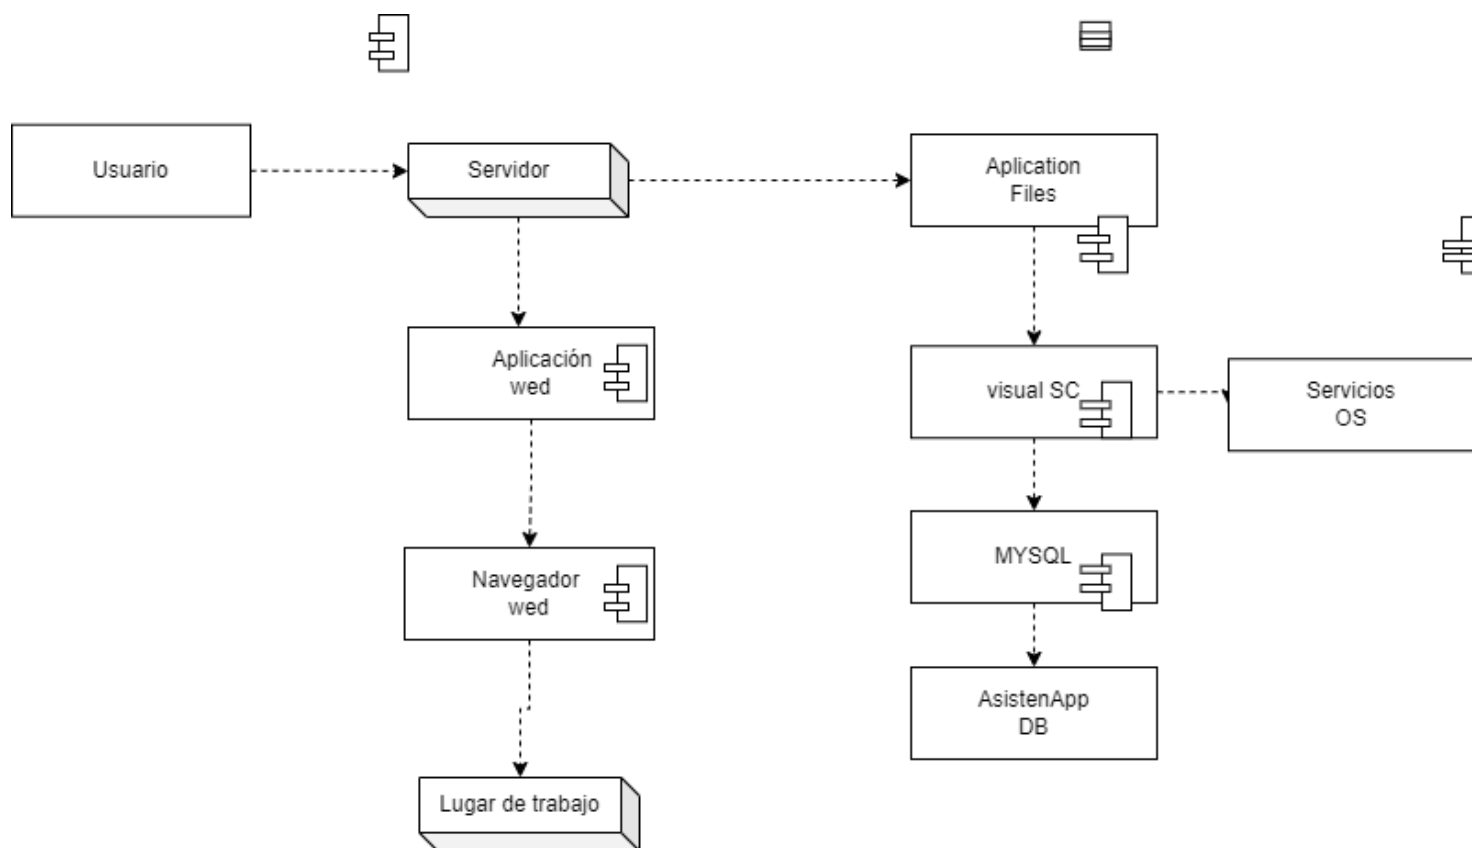 Usuario
Servidor
Aplication
Files
Aplicación
wed
visual SC
Servicios
OS
Navegador
wed
MYSQL
AsistenApp
DB
Lugar de trabajo